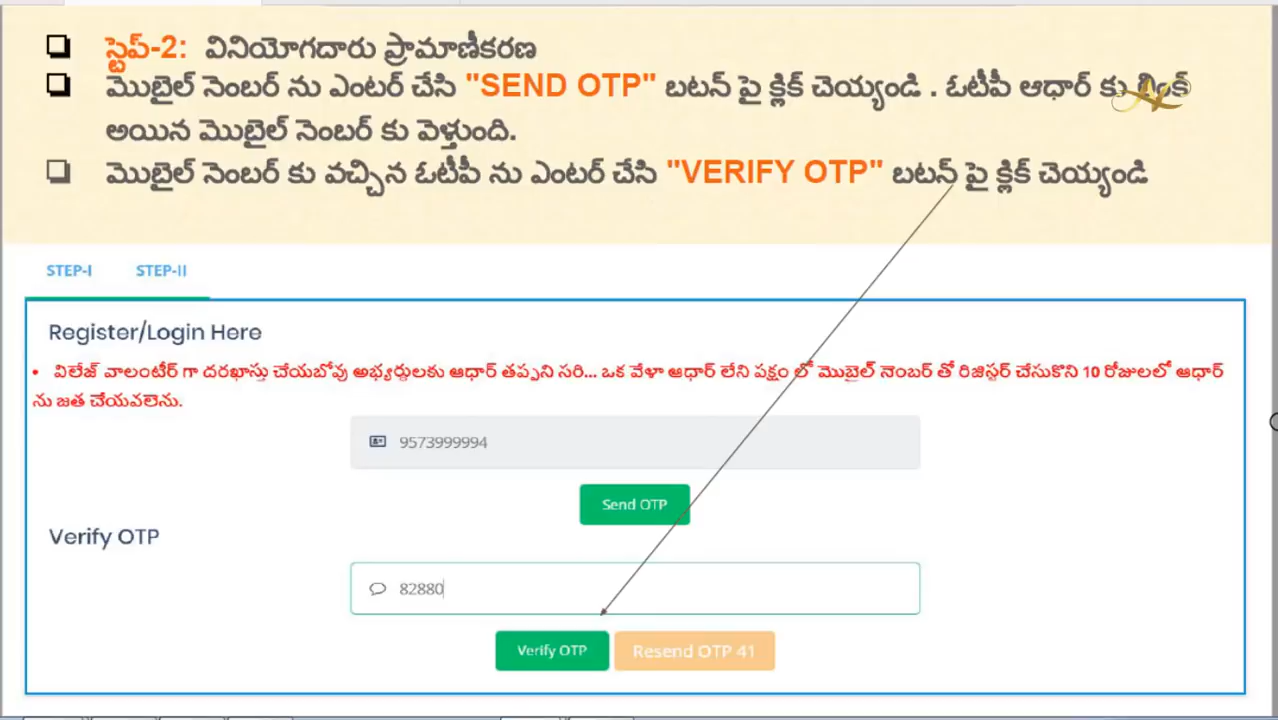 స్టెప్-2: వినియోగదారు ప్రామాణీకరణ
మొబైల్ నెంబర్ ను ఎంటర్ చేసి "SEND OTP" బటన్ పై క్లిక్ చెయ్యండి . ఓటీపీ ఆధార్ కు లింక్
అయిన మొబైల్ నెంబర్ కు వెళ్తుంది.
మొబైల్ నెంబర్ కు వచ్చిన ఓటీపీ ను ఎంటర్ చేసి "VERIFY OTP" బటన్ పై క్లిక్ చెయ్యండి
STEP-I STEP-II
Register/Login Here
• విలేజ్ వాలంటీర్ గా దరఖాస్తు చేయబోవు అభ్యర్థులకు ఆధార్ తప్పని సరి... ఒక వేళా ఆధార్ లేని పక్షం లో మొబైల్ నెంబర్ తో రిజిస్టర్ చేసుకొని 10 రోజులలో ఆధార్
ను జత చేయవలెను.
9573999994
Send OTP
Verify OTP
82880
Verify OTP Resend OTP 41